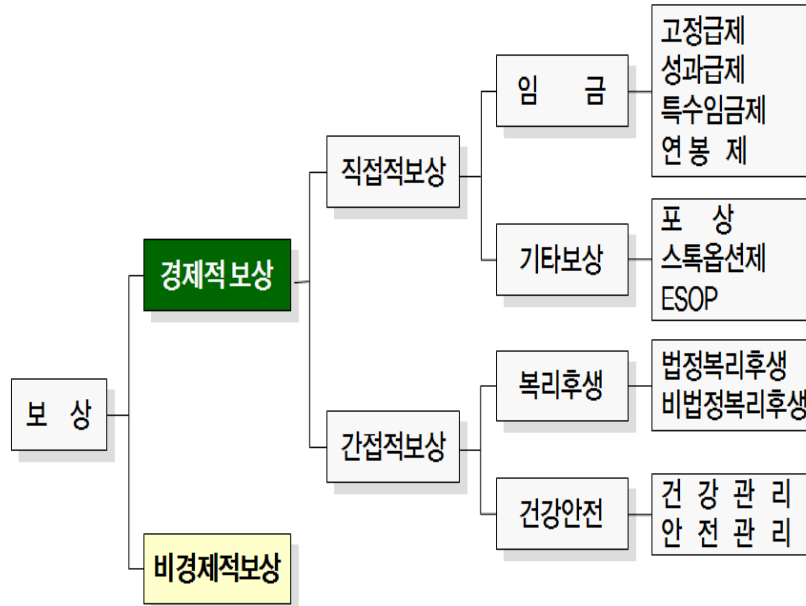 보 상
경제적 보상
비경제적보상
직접적보상
간접적보상
임 금
기타보상
복리후생
건강안전
고정급제
성과급제
특수임금제
연 봉 제
포 상
스톡옵션제
ESOP
법정복리후생
비법정복리후생
건 강 관 리
안 전 관 리